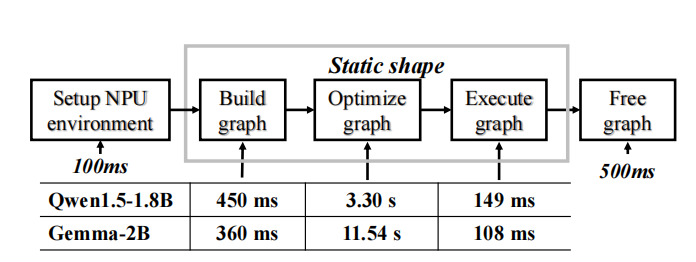 Static shape
Setup NPU environment
Build graph
Optimize graph
Execute graph
Free graph
100ms
500ms
Qwen1.5-1.8B 450 ms 3.30 s 149 ms
Gemma-2B 360 ms 11.54 s 108 ms